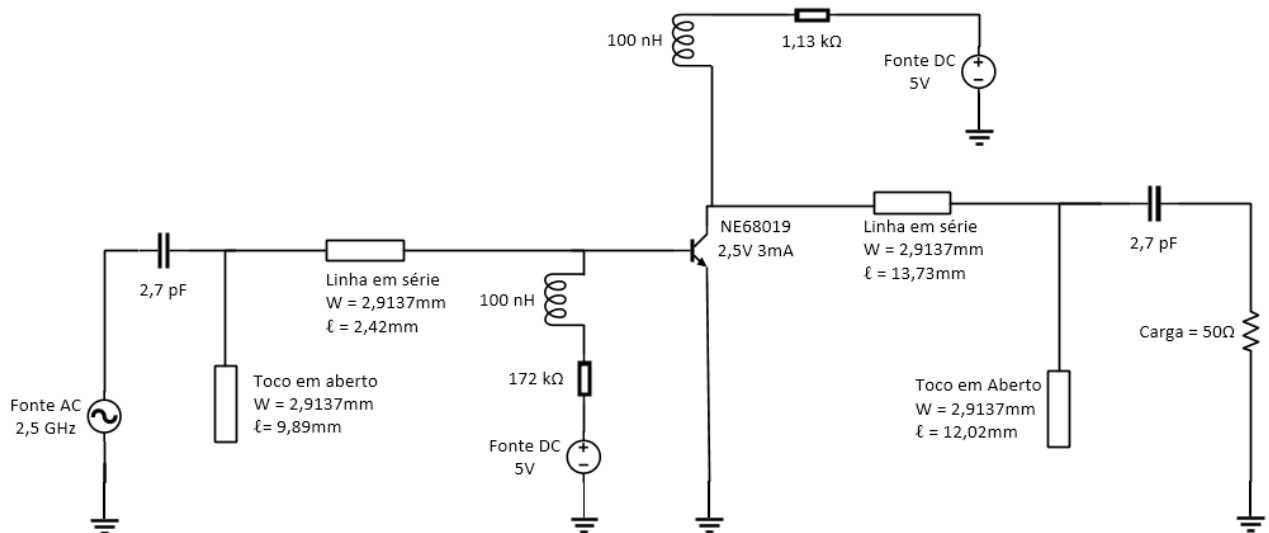 100 nH
1,13 kΩ
Fonte DC
5V
NE68019
2,5V 3mA
Linha em série
W = 2,9137mm
ℓ = 13,73mm
2,7 pF
2,7 pF
Linha em série
W = 2,9137mm
ℓ = 2,42mm
100 nH
Carga = 50Ω
172 kΩ
Toco em aberto
W = 2,9137mm
ℓ= 9,89mm
Toco em Aberto
W = 2,9137mm
ℓ = 12,02mm
Fonte AC
2,5 GHz
Fonte DC
5V